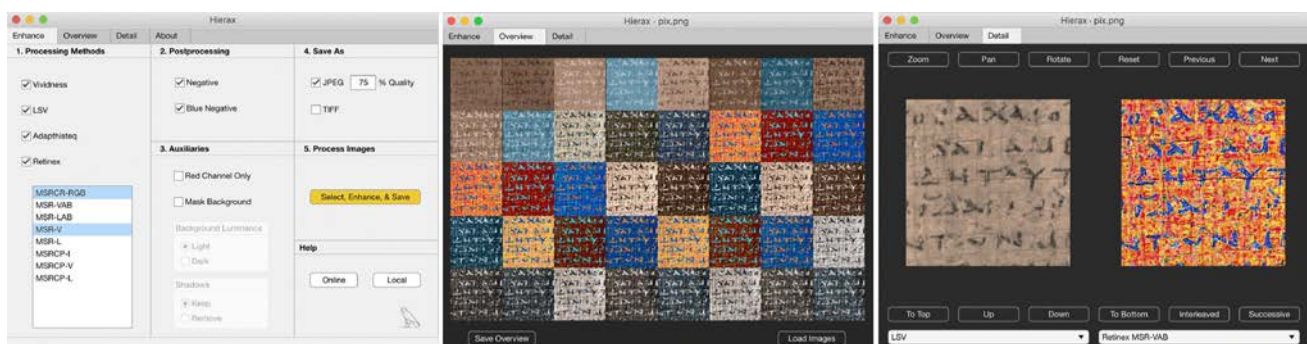 Hierax
Enhance Overview Detail About
1. Processing Methods
Vividness
LSV
Adapthisteq
Retinex
MSRCR-RGB
MSR-VAB
MSR-LAB
MSR-V
MSR-L
MSRCP-I
MSRCP-V
MSRCP-L
2. Postprocessing
Negative
Blue Negative
3. Auxiliaries
Red Channel Only
Mask Background
Background Luminance
Light
Dark
Shadows
Keep
Remove
4. Save As
JPEG 75 % Quality
TIFF
5. Process Images
Select, Enhance, & Save
Help
Online Local
Hierax - pix.png
Enhance Overview Detail
Save Overview Load Images
Hierax - pix.png
Enhance Overview Detail
Zoom Pan Rotate Reset Previous Next
To Top Up Down To Bottom Interleaved Successive
LSV Retinex MSR-VAB